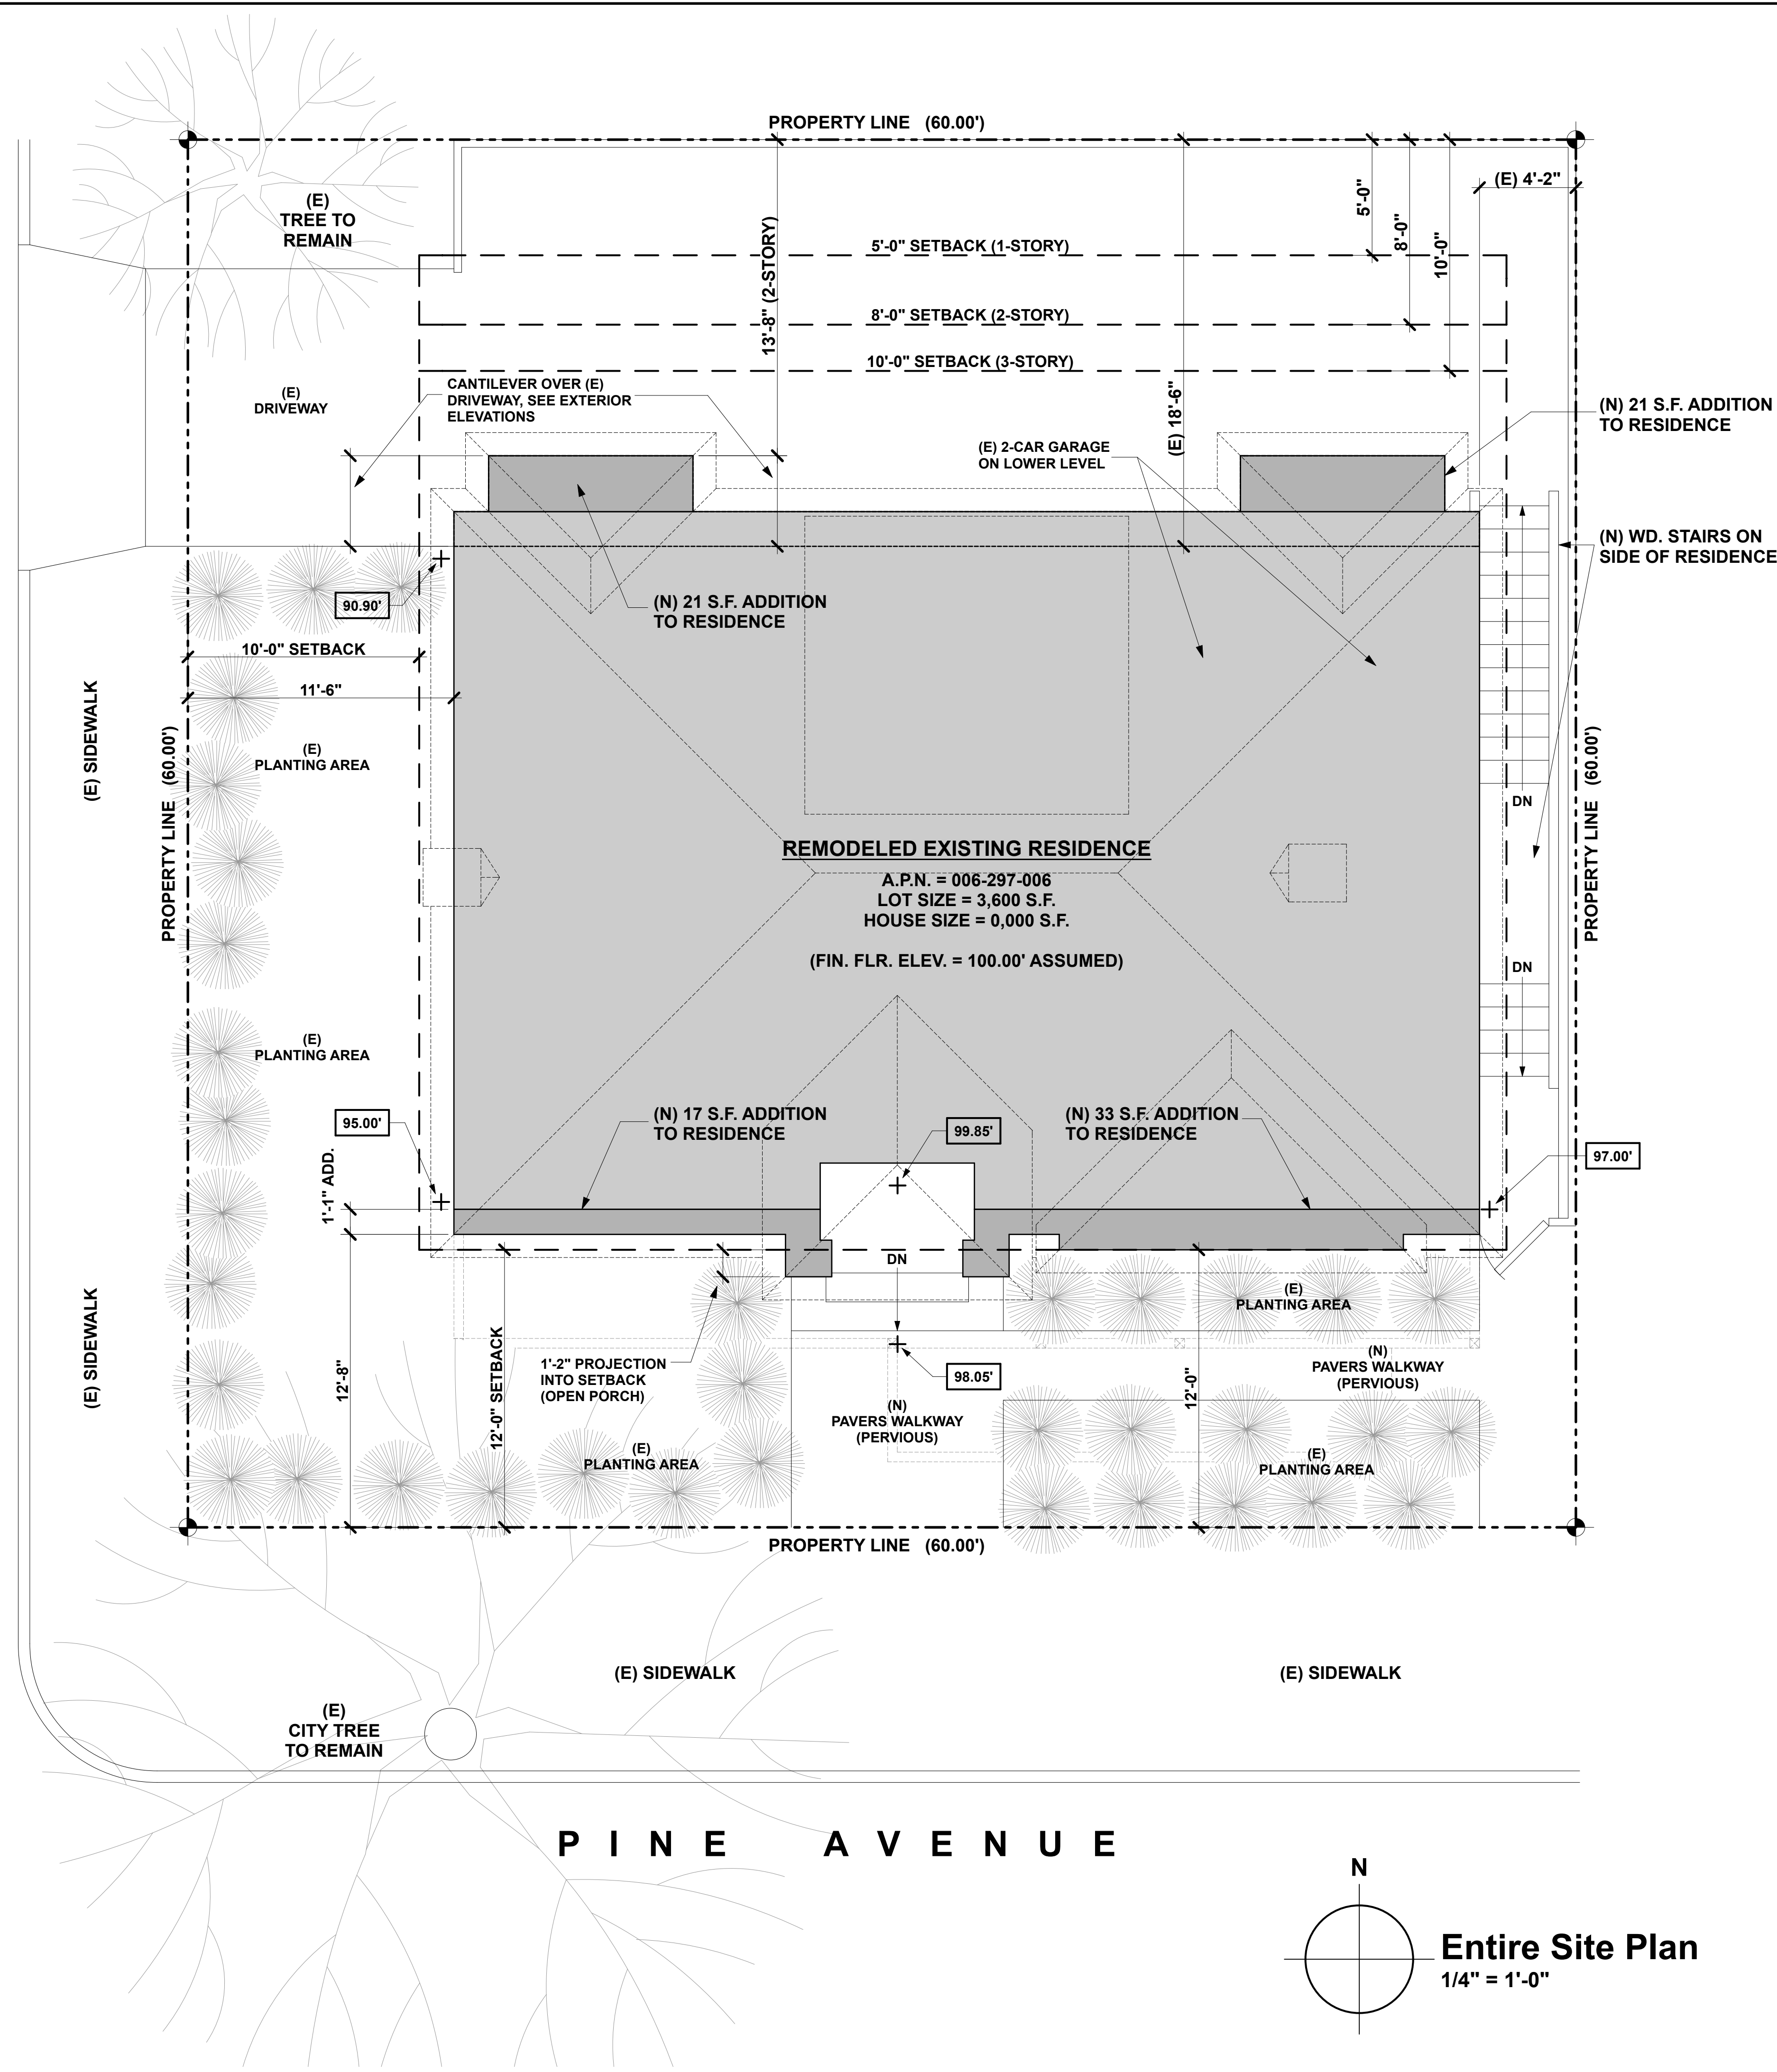 PROPERTY LINE (60.00')
(E) 4'-2"
(E)
TREE TO
REMAIN
5'-0"
8'-0"
10'-0"
13'-8" (2-STORY)
5'-0" SETBACK (1-STORY)
8'-0" SETBACK (2-STORY)
10'-0" SETBACK (3-STORY)
(E) 18'-6"
(E)
DRIVEWAY
CANTILEVER OVER (E)
DRIVEWAY, SEE EXTERIOR
ELEVATIONS
(N) 21 S.F. ADDITION
TO RESIDENCE
(E) 2-CAR GARAGE
ON LOWER LEVEL
(N) WD. STAIRS ON
SIDE OF RESIDENCE
90.90'
(N) 21 S.F. ADDITION
TO RESIDENCE
10'-0" SETBACK
11'-6"
(E) SIDEWALK
PROPERTY LINE (60.00')
(E)
PLANTING AREA
DN
PROPERTY LINE (60.00')
REMODELED EXISTING RESIDENCE
A.P.N. = 006-297-006
LOT SIZE = 3,600 S.F.
HOUSE SIZE = 0,000 S.F.
(FIN. FLR. ELEV. = 100.00' ASSUMED)
DN
(E)
PLANTING AREA
95.00'
(N) 17 S.F. ADDITION
TO RESIDENCE
99.85'
(N) 33 S.F. ADDITION
TO RESIDENCE
97.00'
1'-1" ADD.
DN
(E)
PLANTING AREA
(E) SIDEWALK
12'-8"
12'-0" SETBACK
1'-2" PROJECTION
INTO SETBACK
(OPEN PORCH)
98.05'
12'-0"
(N)
PAVERS WALKWAY
(PERVIOUS)
(N)
PAVERS WALKWAY
(PERVIOUS)
(E)
PLANTING AREA
(E)
PLANTING AREA
PROPERTY LINE (60.00')
(E) SIDEWALK
(E) SIDEWALK
(E)
CITY TREE
TO REMAIN
PINE AVENUE
N
Entire Site Plan
1/4" = 1'-0"